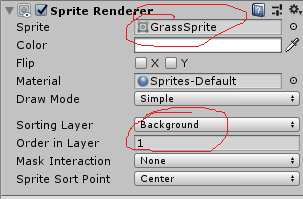 Sprite Renderer
Sprite GrassSprite
Color
Flip X Y
Material Sprites-Default
Draw Mode Simple
Sorting Layer Background
Order in Layer 1
Mask Interaction None
Sprite Sort Point Center